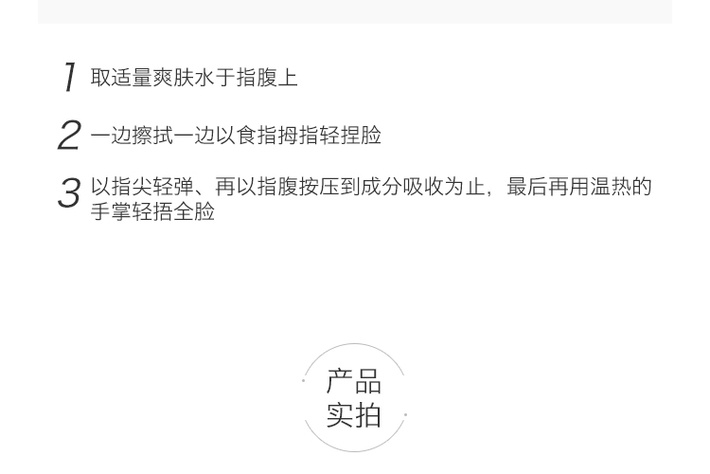 1 取适量爽肤水于指腹上
2 一边擦拭一边以食指拇指轻捏脸
3 以指尖轻弹、再以指腹按压到成分吸收为止，最后再用温热的
手掌轻捂全脸
产品
实拍